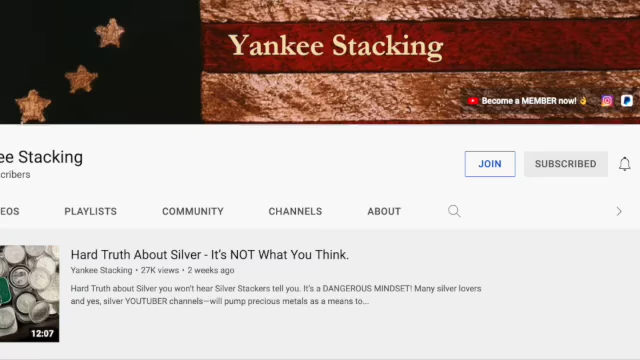 Yankee Stacking
Become a MEMBER now!👌
ee Stacking
cribers
JOIN
SUBSCRIBED
EOS
PLAYLISTS
COMMUNITY
CHANNELS
ABOUT
Hard Truth About Silver - It's NOT What You Think.
Yankee Stacking • 27K views • 2 weeks ago
Hard Truth about Silver you won't hear Silver Stackers tell you. It's a DANGEROUS MINDSET! Many silver lovers
and yes, silver YOUTUBER channels—will pump precious metals as a means to...
12:07